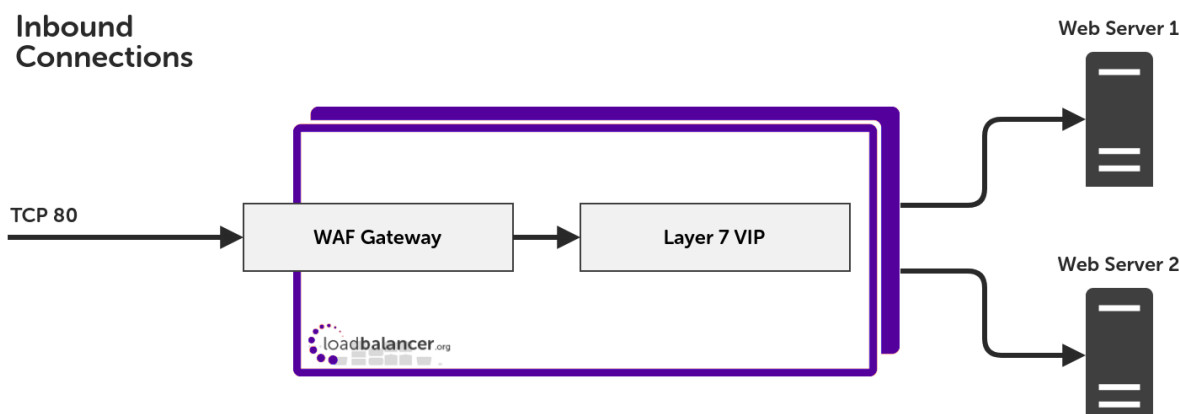 Inbound
Connections
Web Server 1
TCP 80
WAF Gateway
Layer 7 VIP
Web Server 2
loadbalancer.org